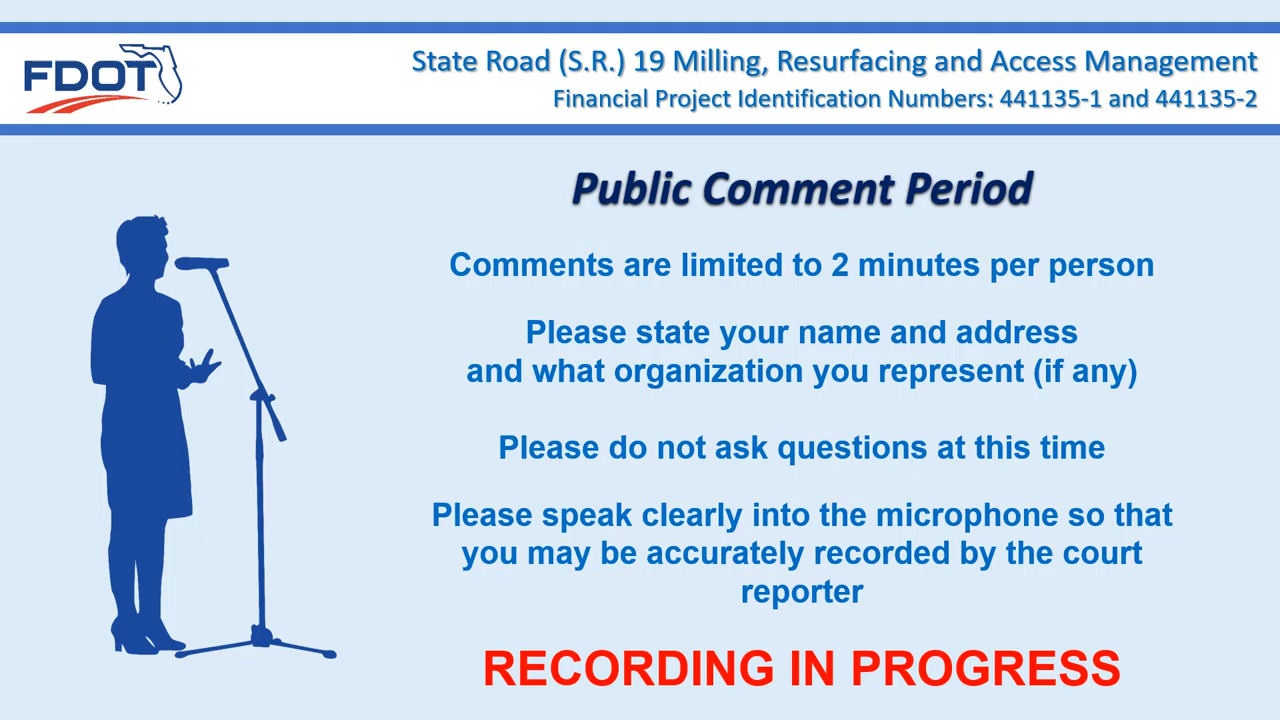 FDOT
State Road (S.R.) 19 Milling, Resurfacing and Access Management
Financial Project Identification Numbers: 441135-1 and 441135-2
Public Comment Period
Comments are limited to 2 minutes per person
Please state your name and address
and what organization you represent (if any)
Please do not ask questions at this time
Please speak clearly into the microphone so that
you may be accurately recorded by the court
reporter
RECORDING IN PROGRESS